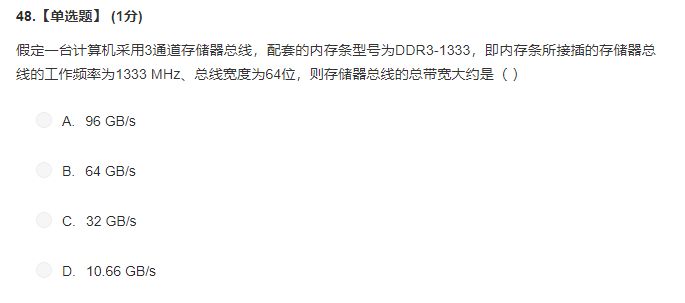 48.【单选题】 (1分)
假定一台计算机采用3通道存储器总线，配套的内存条型号为DDR3-1333，即内存条所接插的存储器总
线的工作频率为1333 MHz、总线宽度为64位，则存储器总线的总带宽大约是（ ）
A. 96 GB/s
B. 64 GB/s
C. 32 GB/s
D. 10.66 GB/s